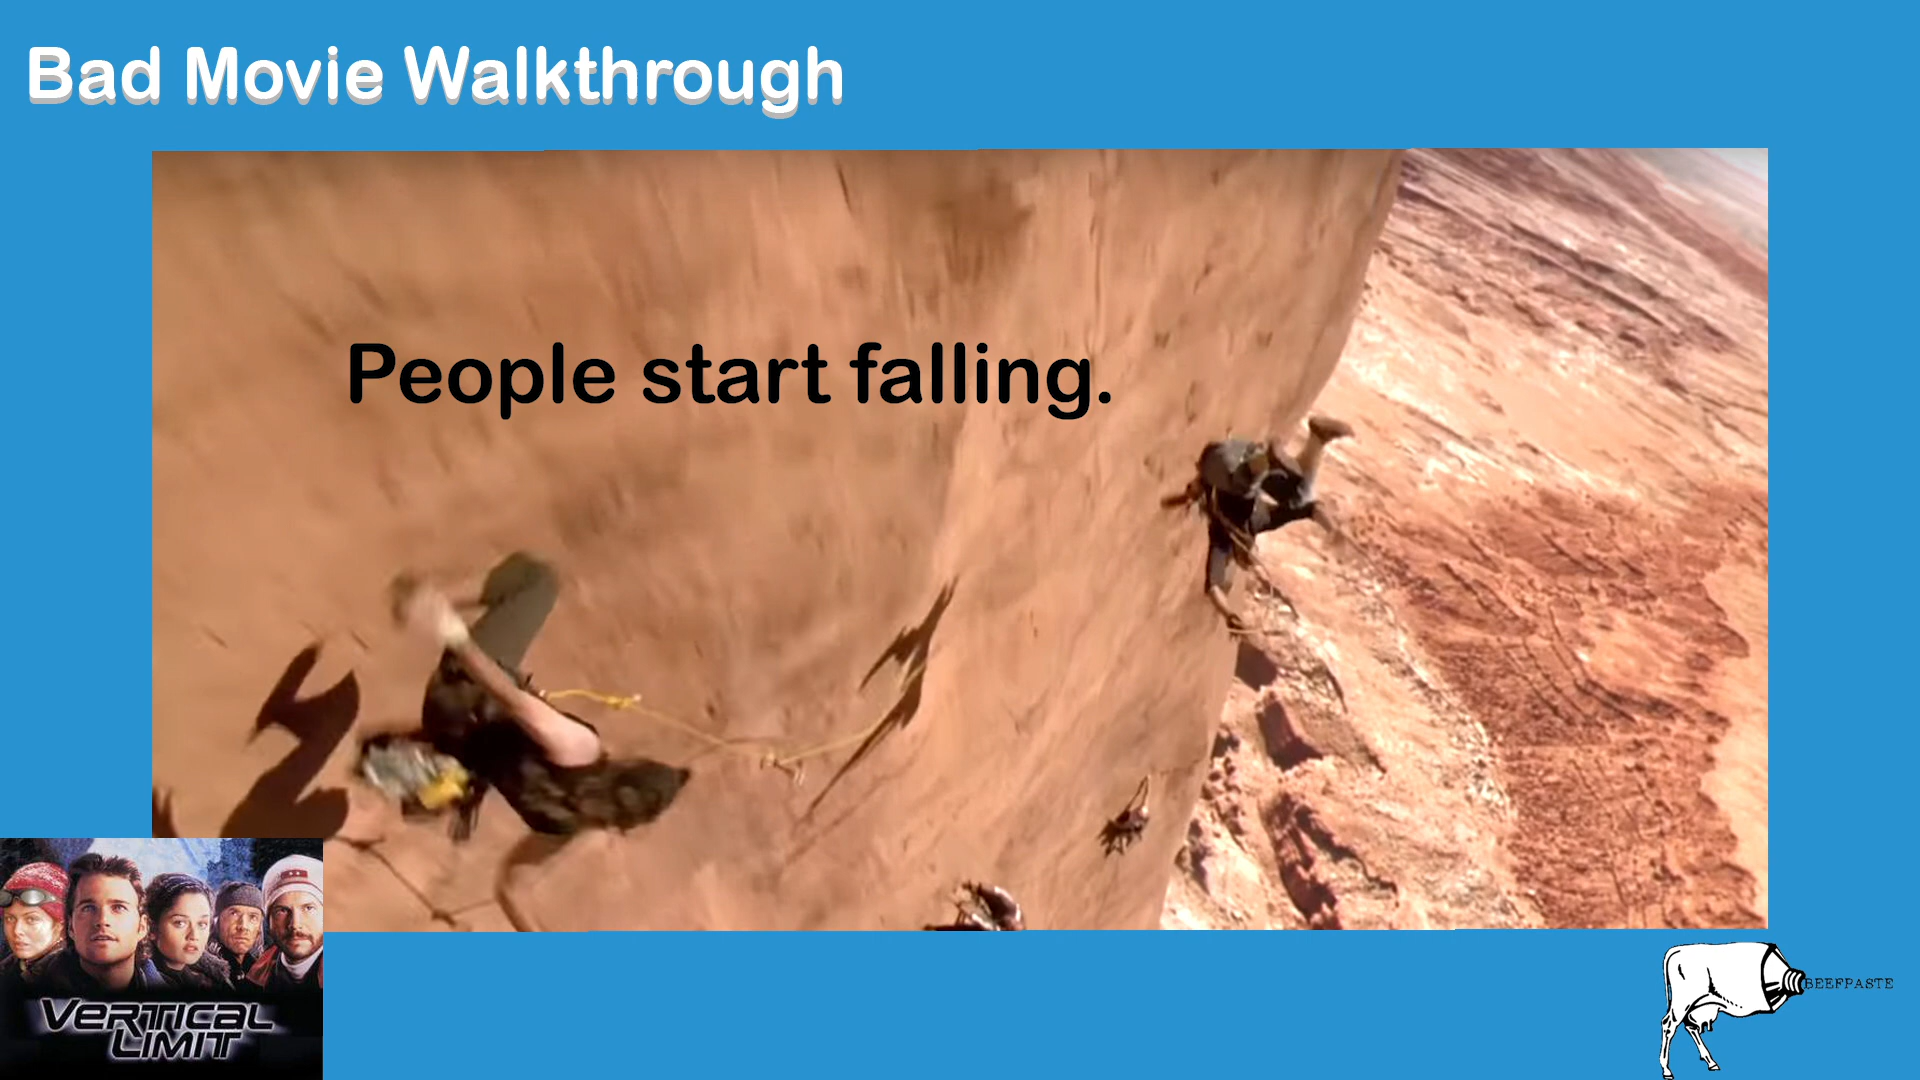 Bad Movie Walkthrough
People start falling.
VERTICAL
LIMIT
BEEFPASTE